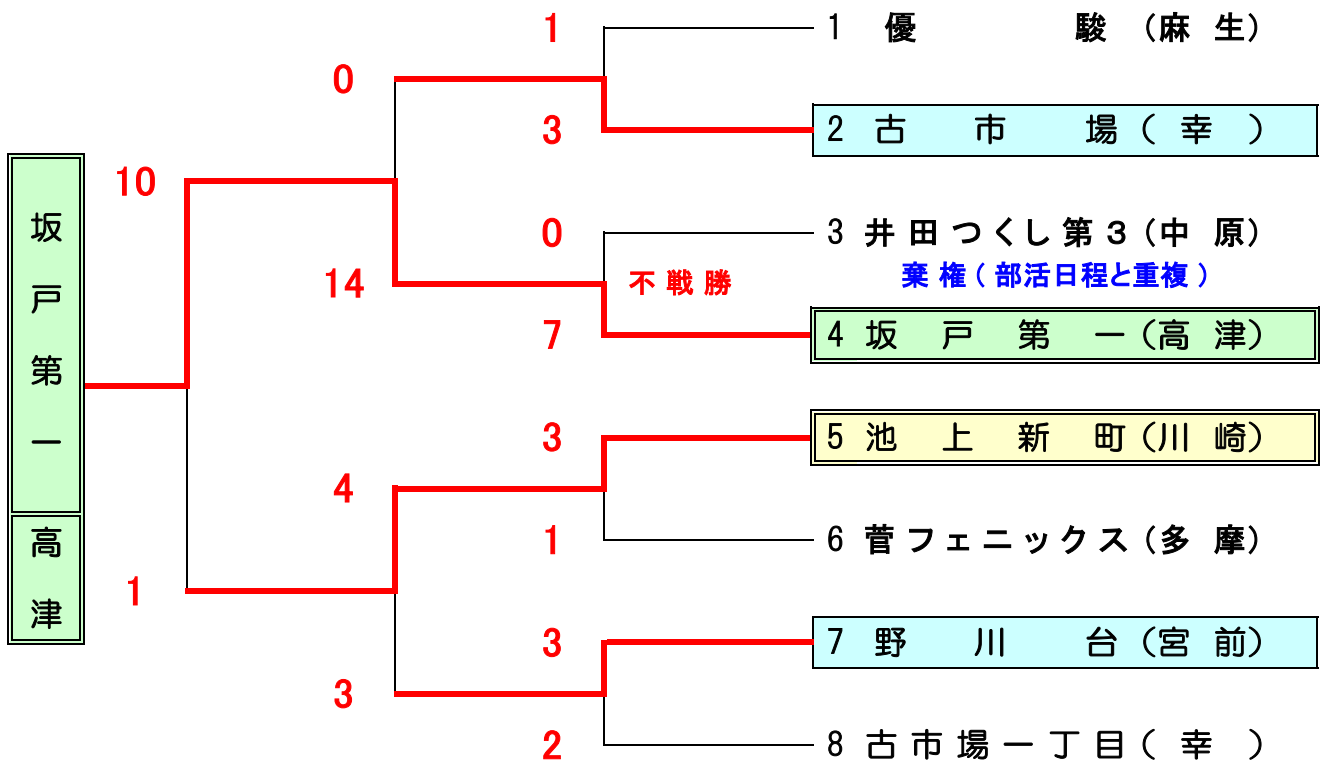 1 優 駿 (麻 生)
2 古 市 場 ( 幸 )
3 井 田 つ く し 第 3 (中 原)
棄 権 ( 部活日程と重複 )
4 坂 戸 第 一 (高 津)
5 池 上 新 町 (川 崎)
6 菅 フ ェ ニ ッ ク ス (多 摩)
7 野 川 台 (宮 前)
8 古 市 場 一 丁 目 ( 幸 )
1
3
0
不 戦 勝
7
3
1
3
2
0
14
4
3
10
1
坂戸第一
高津